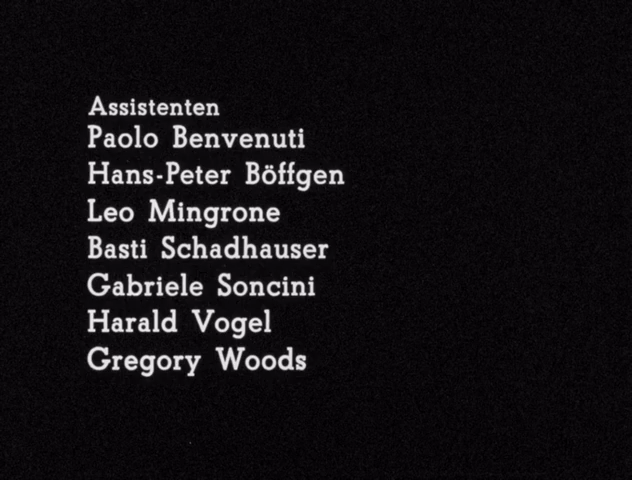 Assistenten
Paolo Benvenuti
Hans-Peter Böffgen
Leo Mingrone
Basti Schadhauser
Gabriele Soncini
Harald Vogel
Gregory Woods